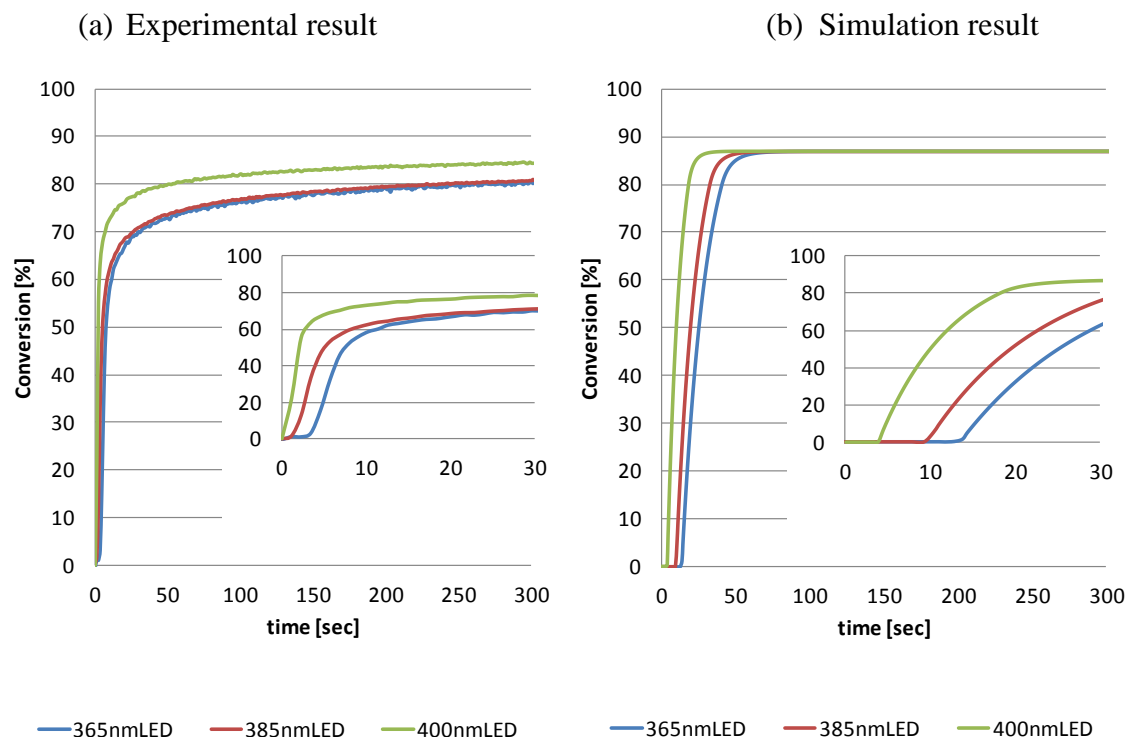 (a) Experimental result
(b) Simulation result
100
90
80
70
60
50
40
30
20
10
0
Conversion [%]
0 50 100 150 200 250 300
time [sec]
100
80
60
40
20
0
0 10 20 30
365nmLED 385nmLED 400nmLED
100
90
80
70
60
50
40
30
20
10
0
Conversion [%]
0 50 100 150 200 250 300
time [sec]
100
80
60
40
20
0
0 10 20 30
365nmLED 385nmLED 400nmLED